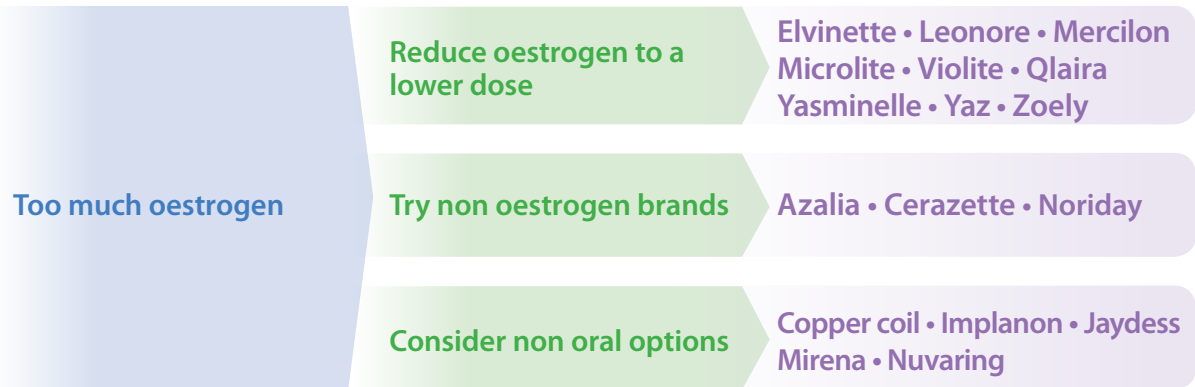 Too much oestrogen
Reduce oestrogen to a
lower dose
Elvinette • Leonore • Mercilon
Microlite • Violite • Qlaira
Yasminelle • Yaz • Zoely
Try non oestrogen brands
Azalia • Cerazette • Noriday
Consider non oral options
Copper coil • Implanon • Jaydess
Mirena • Nuvaring